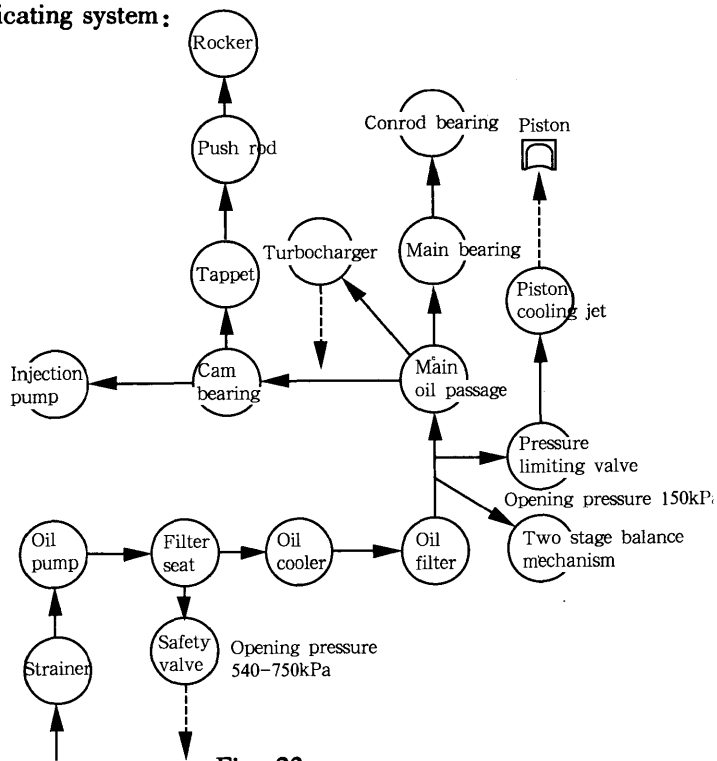 icating system:
Rocker
Push rod
Conrod bearing
Piston
Turbocharger
Main bearing
Tappet
Piston
cooling jet
Injection
pump
Cam
bearing
Main
oil passage
Pressure
limiting valve
Opening pressure 150kPa
Oil
pump
Filter
seat
Oil
cooler
Oil
filter
Two stage balance
mechanism
Strainer
Safety
valve
Opening pressure
540-750kPa